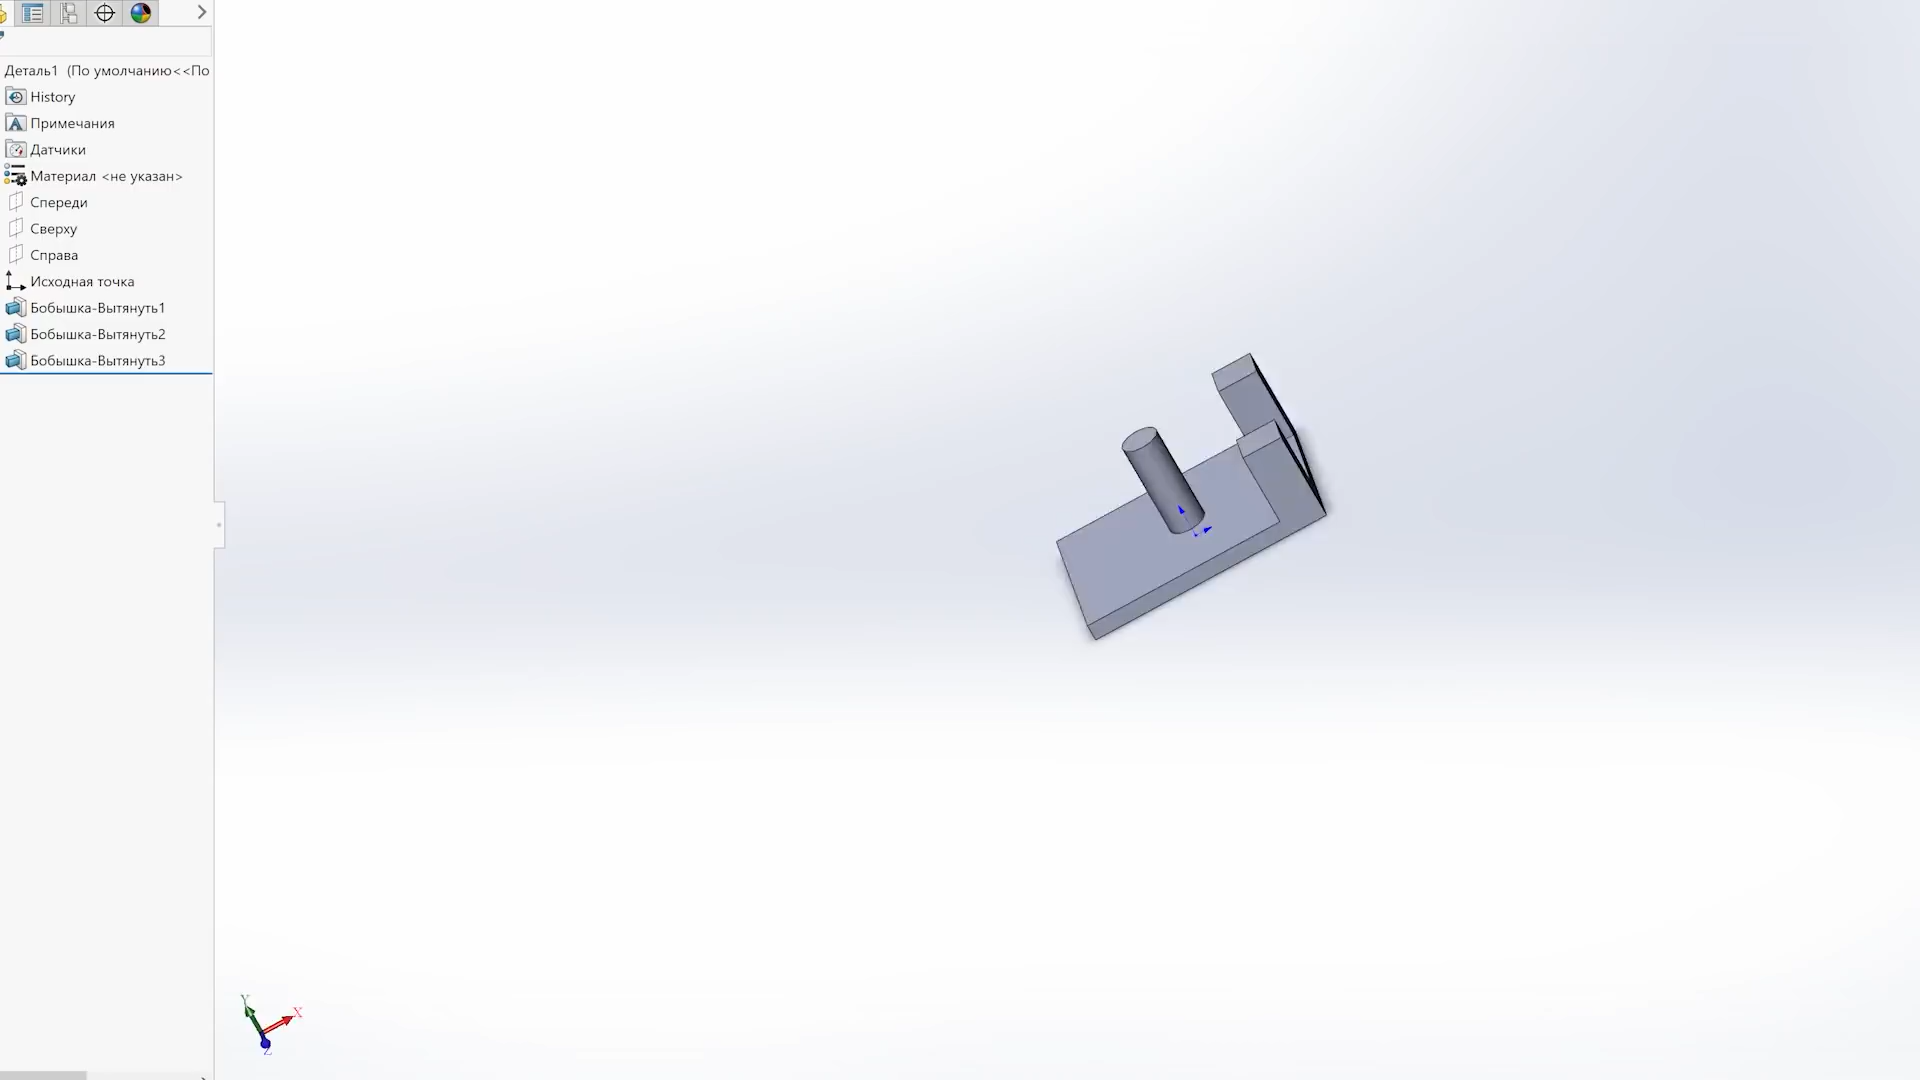 Деталь1 (По умолчанию<<По
History
Примечания
Датчики
Материал <не указан>
Спереди
Сверху
Справа
Исходная точка
Бобышка-Вытянуть1
Бобышка-Вытянуть2
Бобышка-Вытянуть3
Y
X
Z